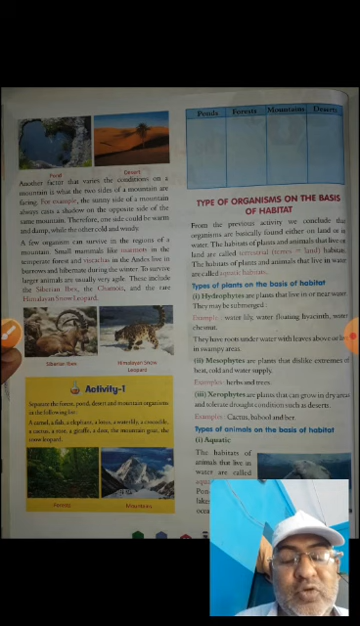 Pond
Desert
Another factor that varies the conditions on a
mountain is what the two sides of a mountain are
facing. For example, the sunny side of a mountain
always casts a shadow on the opposite side of the
same mountain. Therefore, one side could be warm
and damp, while the other cold and windy.
A few organism can survive in the regions of a
mountain. Small mammals like in the
temperate forest and viscachas in the Andes live in
burrows and hibernate during the winter. To survive
larger animals are usually very agile. These include
the Siberian Ibex, the and the rare
Himalayan Snow Leopard.
Siberian Ibex
Himalayan Snow
Leopard
Activity-1
Separate the forest, pond, desert and mountain organisms
in the following list:
A camel, a fish, a elephant, a lotus, a waterlily, a crocodile,
a cactus, a a giraffe, a the mountain goat, the
snow leopard.
Forests
Mountains
Ponds Forests Mountains Deserts
TYPE OF ORGANISMS ON THE BASIS
OF HABITAT
From the previous activity we conclude that
organisms are basically found either on land or in
water. The habitats of plants and animals that live on
land are called terrestrial (terres = land) habitats.
The habitats of plants and animals that live in water
are called aquatic habitats.
Types of plants on the basis of habitat
(i) Hydrophytes are plants that live in or near water.
They may be submerged.
Example: water lily, water floating hyacinth, water
chestnut.
They have roots under water with leaves above or
in swampy areas.
(ii) Mesophytes are plants that dislike extremes of
heat, cold and water supply.
Examples: herbs and trees.
(iii) Xerophytes are plants that can grow in dry areas
and tolerate drought condition such as deserts.
Examples: Cactus, babool and ber.
Types of animals on the basis of habitat
(i) Aquatic
The habitats of
animals that live in
water are called